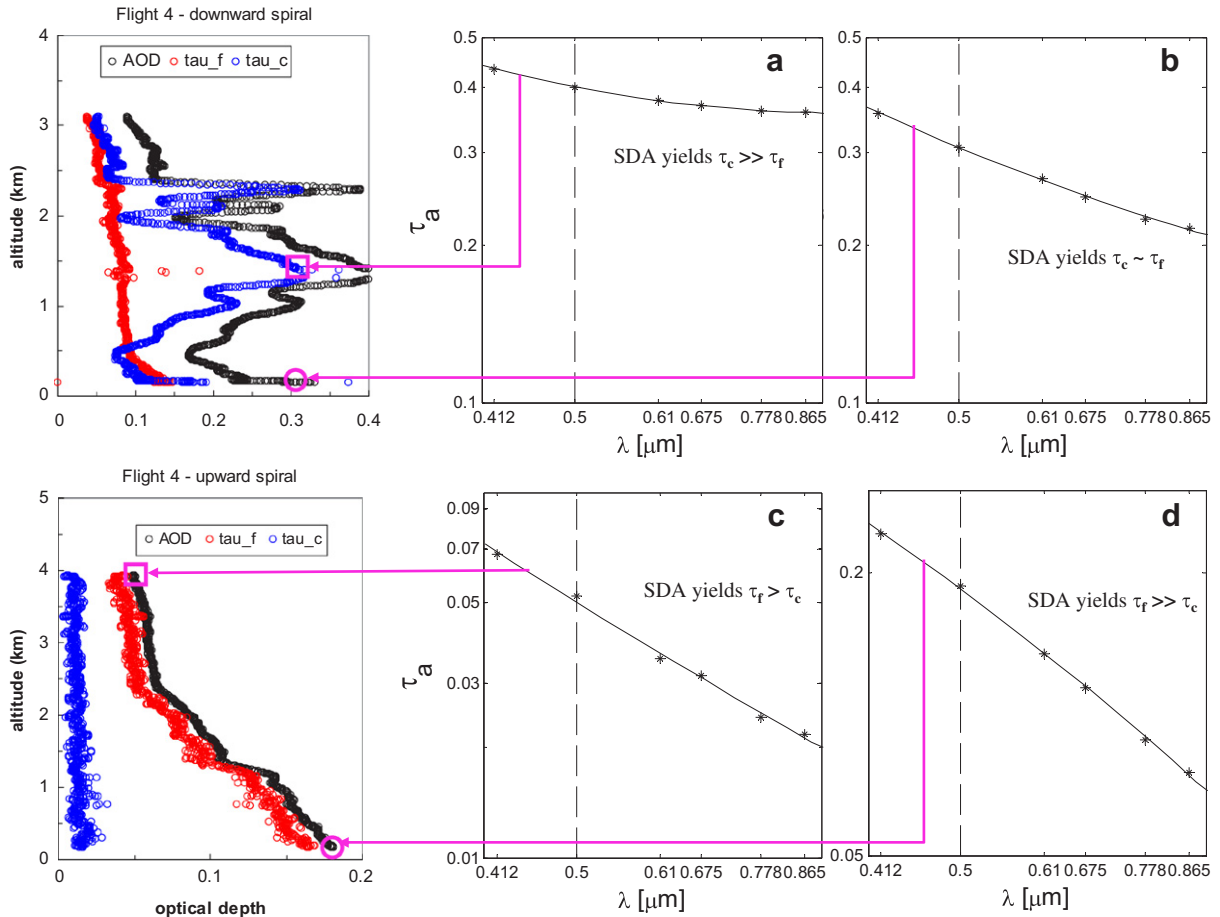 Flight 4 - downward spiral
AOD tau_f tau_c
4
3
2
1
0
altitude (km)
0 0.1 0.2 0.3 0.4
a
0.5
0.4
0.3
0.2
0.1
τa
SDA yields τc >> τf
0.412 0.5 0.61 0.675 0.778 0.865
λ [μm]
b
0.5
0.4
0.3
0.2
0.1
SDA yields τc ~ τf
0.412 0.5 0.61 0.675 0.778 0.865
λ [μm]
Flight 4 - upward spiral
AOD tau_f tau_c
5
4
3
2
1
0
altitude (km)
0 0.1 0.2
optical depth
c
0.09
0.07
0.05
0.03
0.01
τa
SDA yields τf > τc
0.412 0.5 0.61 0.675 0.778 0.865
λ [μm]
d
0.2
0.05
SDA yields τf >> τc
0.412 0.5 0.61 0.675 0.778 0.865
λ [μm]